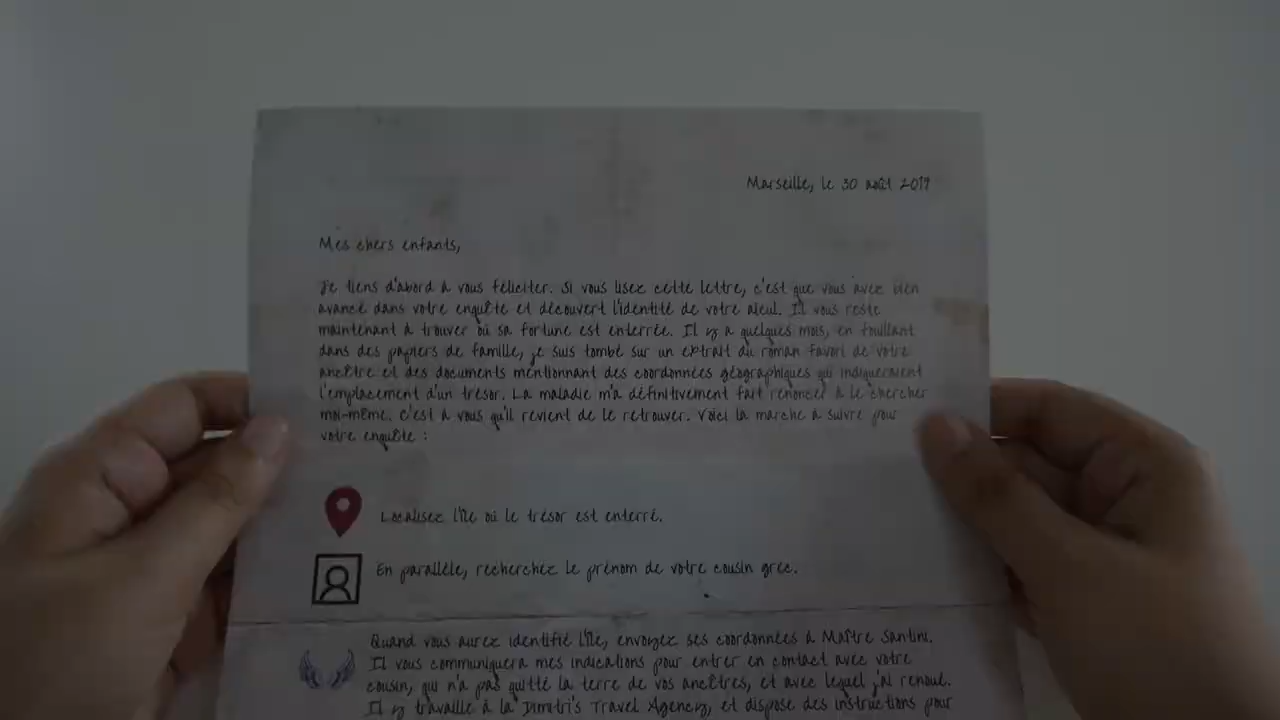 Marseille, le 30 août 2019
Mes chers enfants,
Je tiens d'abord à vous féliciter. Si vous lisez cette lettre, c'est que vous avez bien
avancé dans votre enquête et découvert l'identité de votre aïeul. Il vous reste
maintenant à trouver où sa fortune est enterrée. Il y a quelques mois, en fouillant
dans des papiers de famille, je suis tombé sur un extrait du roman favori de votre
ancêtre et des documents mentionnant des coordonnées géographiques qui indiqueraient
l'emplacement d'un trésor. La maladie m'a définitivement fait renoncer à le chercher
moi-même. C'est à vous qu'il revient de le retrouver. Voici la marche à suivre pour
votre enquête :
Localisez l'île où le trésor est enterré.
En parallèle, recherchez le prénom de votre cousin grec.
Quand vous aurez identifié l'île, envoyez ses coordonnées à Maître Santini.
Il vous communiquera mes indications pour entrer en contact avec votre
cousin, qui n'a pas quitté la terre de vos ancêtres, et avec lequel j'ai renoué.
Il y travaille à la Dimitri's Travel Agency, et dispose des instructions pour